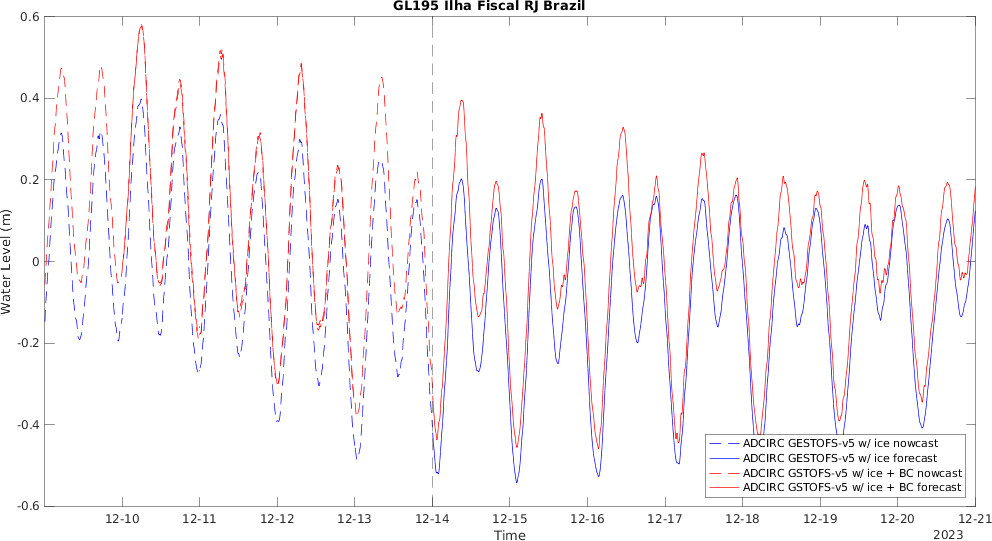 GL195 Ilha Fiscal RJ Brazil
0.6
0.4
0.2
0
-0.2
-0.4
-0.6
Water Level (m)
12-10
12-11
12-12
12-13
12-14
12-15
12-16
12-17
12-18
12-19
12-20
12-21
Time
2023
ADCIRC GESTOFS-v5 w/ ice nowcast
ADCIRC GESTOFS-v5 w/ ice forecast
ADCIRC GSTOFS-v5 w/ ice + BC nowcast
ADCIRC GSTOFS-v5 w/ ice + BC forecast